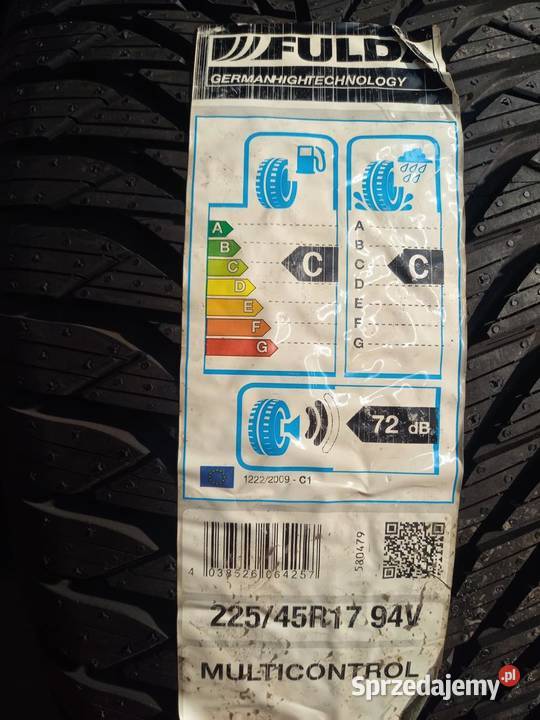 FULDA
GERMANHIGHTECHNOLOGY
A
B
C
D
E
F
G
C
A
B
C
D
E
F
G
C
72 dB
1222/2009 - C1
4 038526 064257
580479
225/45R17 94V
MULTICONTROL
Sprzedajemy.pl